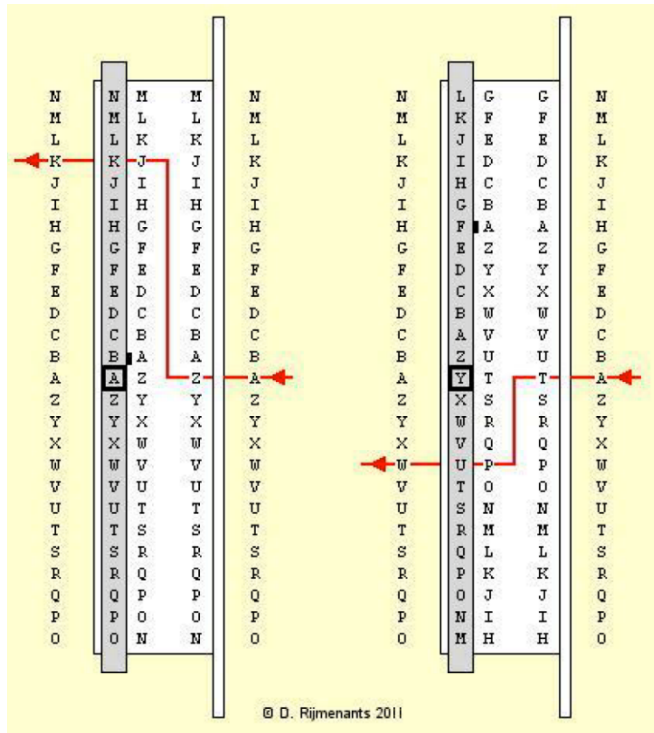 N N M M N N L G G N
M M L L M M K F F M
L L K K L L J E E L
K K J J K K I D D K
J J I I J J H C C J
I I H H I I G B B I
H H G G H H F A A H
G G F F G G E Z Z G
F F E E F F D Y Y F
E E D D E E C X X E
D D C C D D B W W D
C C B B C C A V V C
B B A A B B Z U U B
A A Z Z A A Y T T A
Z Z Y Y Z Z X S S Z
Y Y X X Y Y W R R Y
X X W W X X V Q Q X
W W V V W W U P P W
V V U U V V T O O V
U U T T U U S N N U
T T S S T T R M M T
S S R R S S Q L L S
R R Q Q R R P K K R
Q Q P P Q Q O J J Q
P P O O P P N I I P
O O N N O O M H H O
© D. Rijmenants 2011